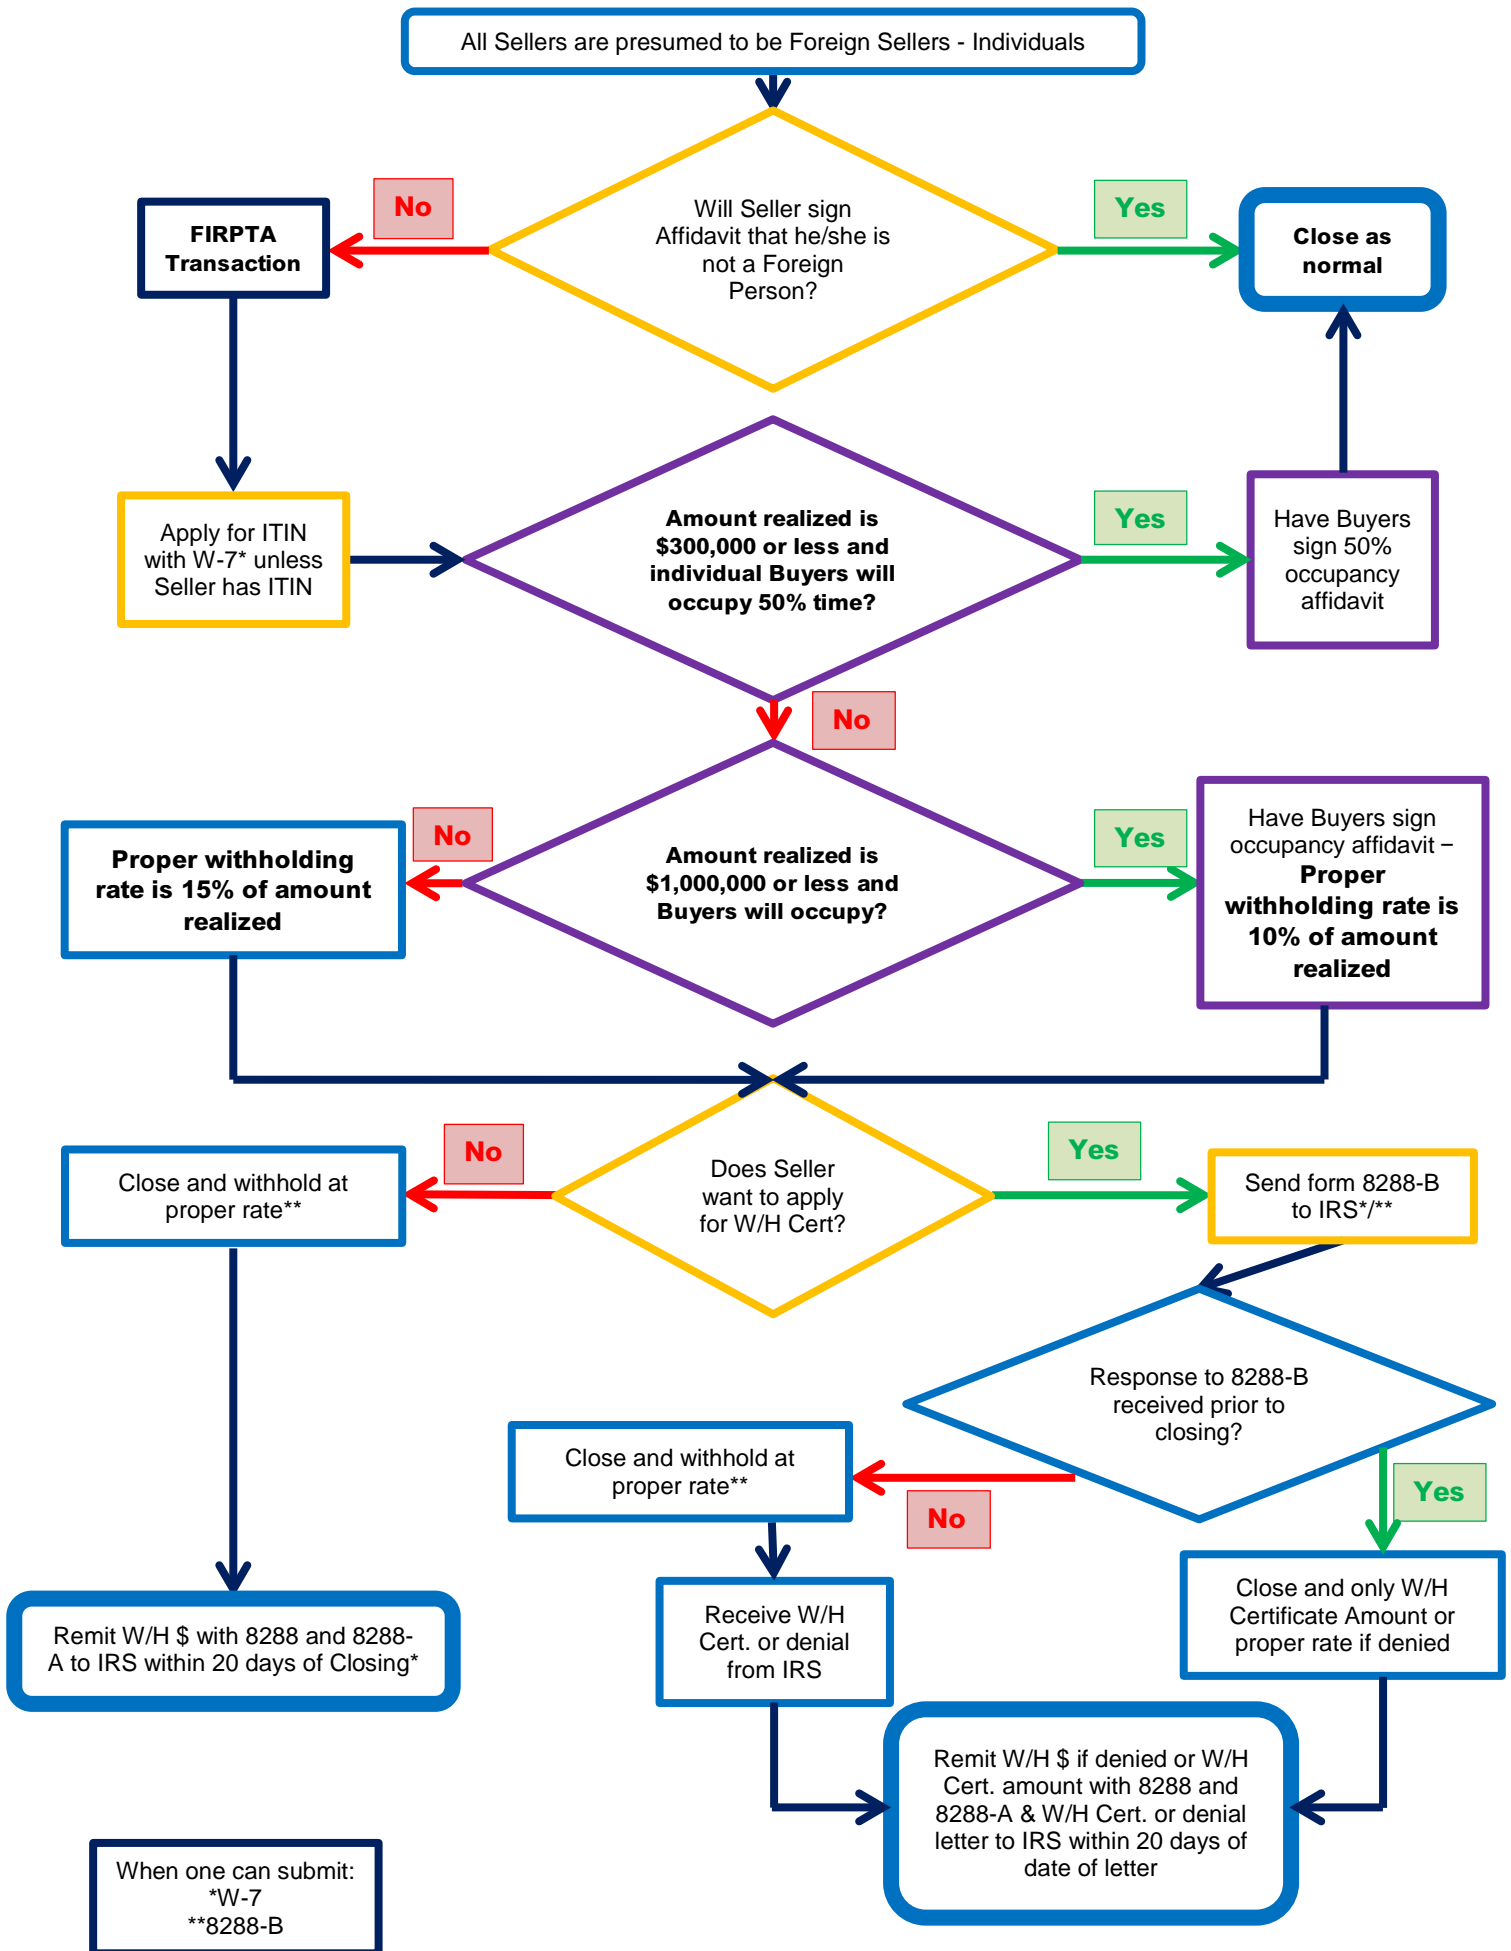 All Sellers are presumed to be Foreign Sellers - Individuals
No
Will Seller sign
Affidavit that he/she is
not a Foreign
Person?
Yes
FIRPTA
Transaction
Close as
normal
Apply for ITIN
with W-7* unless
Seller has ITIN
Amount realized is
$300,000 or less and
individual Buyers will
occupy 50% time?
Yes
Have Buyers
sign 50%
occupancy
affidavit
No
Proper withholding
rate is 15% of amount
realized
No
Amount realized is
$1,000,000 or less and
Buyers will occupy?
Yes
Have Buyers sign
occupancy affidavit –
Proper
withholding rate is
10% of amount
realized
Close and withhold at
proper rate**
No
Does Seller
want to apply
for W/H Cert?
Yes
Send form 8288-B
to IRS*/**
Response to 8288-B
received prior to
closing?
Close and withhold at
proper rate**
No
Yes
Remit W/H $ with 8288 and 8288-
A to IRS within 20 days of Closing*
Receive W/H
Cert. or denial
from IRS
Close and only W/H
Certificate Amount or
proper rate if denied
Remit W/H $ if denied or W/H
Cert. amount with 8288 and
8288-A & W/H Cert. or denial
letter to IRS within 20 days of
date of letter
When one can submit:
*W-7
**8288-B